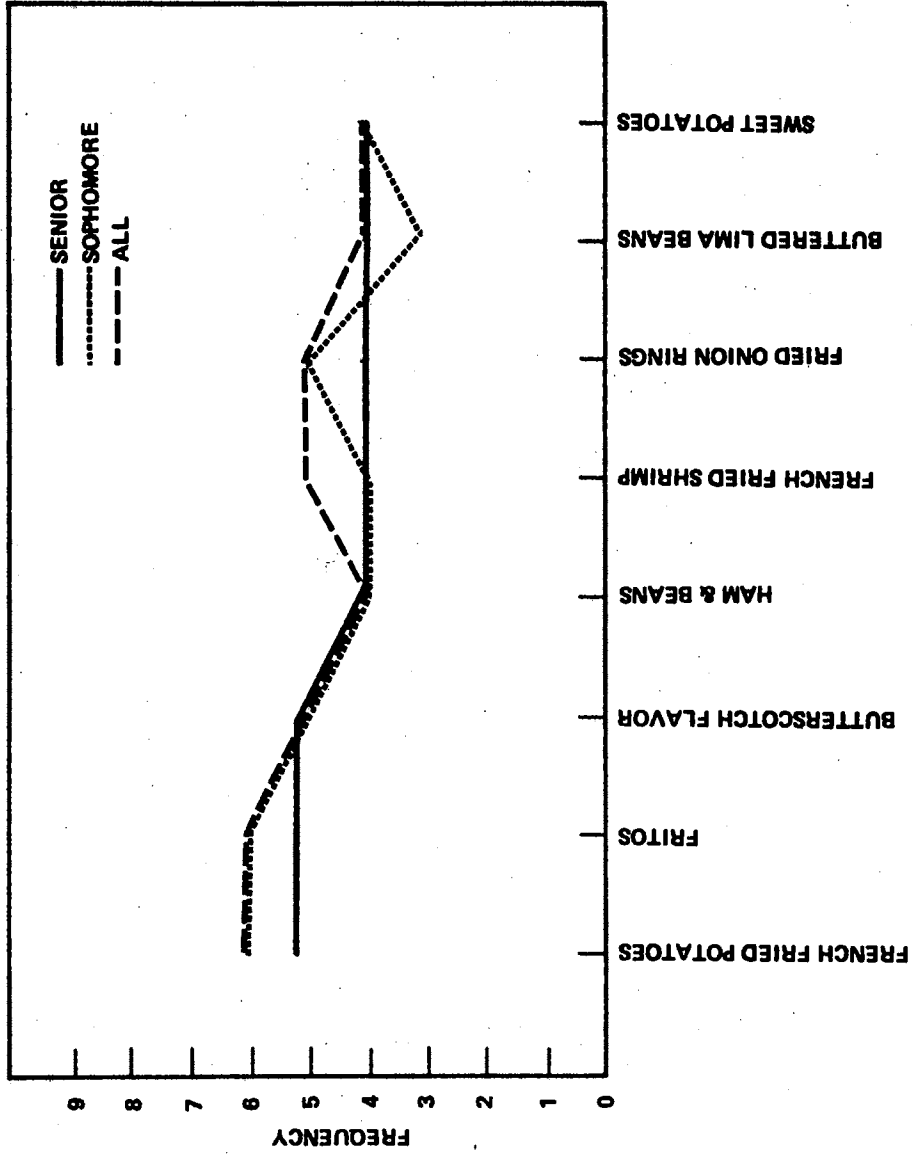 SENIOR
SOPHOMORE
ALL
FREQUENCY
9
8
7
6
5
4
3
2
1
0
FRENCH FRIED POTATOES
FRITOS
BUTTERSCOTCH FLAVOR
HAM & BEANS
FRENCH FRIED SHRIMP
FRIED ONION RINGS
BUTTERED LIMA BEANS
SWEET POTATOES